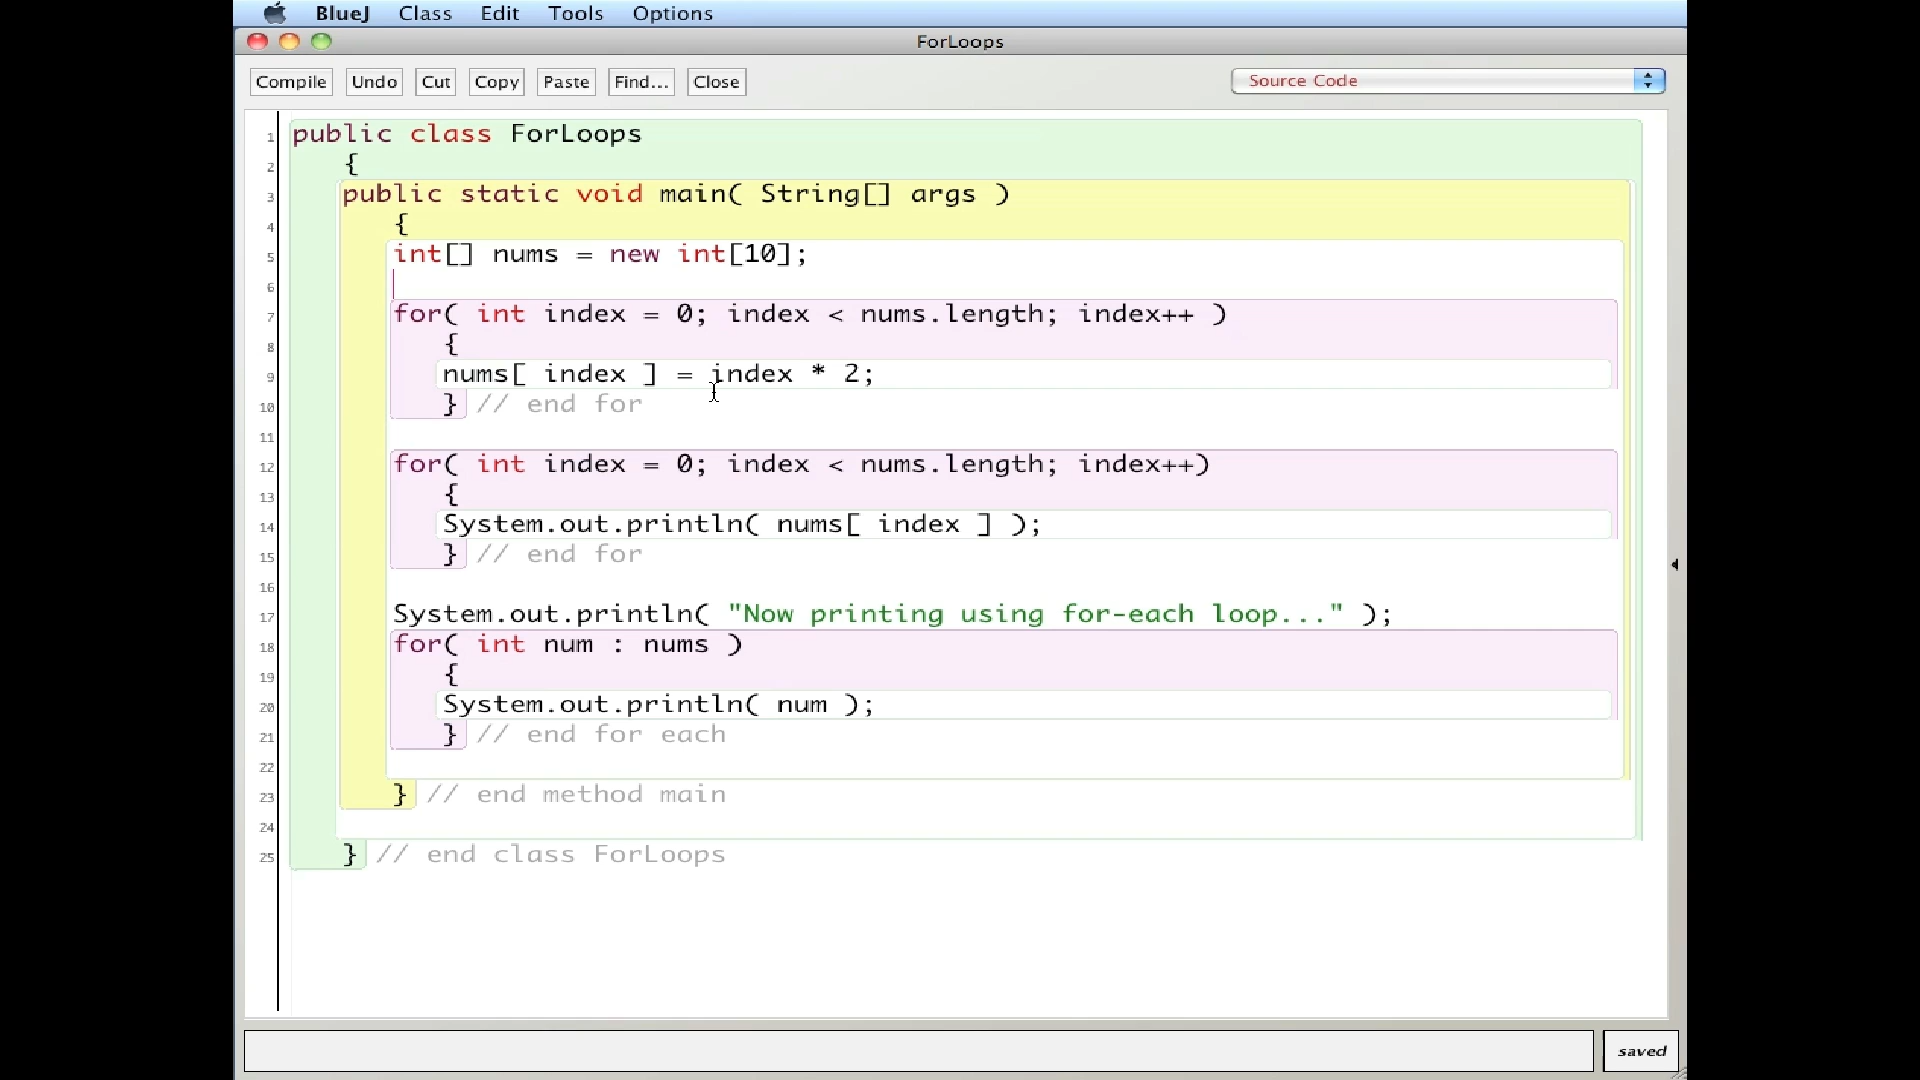 BlueJ Class Edit Tools Options
ForLoops
Compile Undo Cut Copy Paste Find... Close Source Code
1 public class ForLoops
2 {
3 public static void main( String[] args )
4 {
5 int[] nums = new int[10];
6
7 for( int index = 0; index < nums.length; index++ )
8 {
9 nums[ index ] = index * 2;
10 } // end for
11
12 for( int index = 0; index < nums.length; index++)
13 {
14 System.out.println( nums[ index ] );
15 } // end for
16
17 System.out.println( "Now printing using for-each loop..." );
18 for( int num : nums )
19 {
20 System.out.println( num );
21 } // end for each
22
23 } // end method main
24
25 } // end class ForLoops
saved